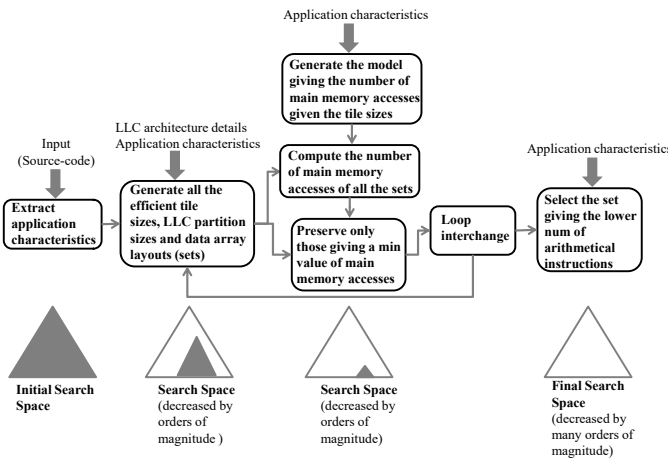 Application characteristics
Generate the model
giving the number of
main memory accesses
given the tile sizes
LLC architecture details
Application characteristics
Input
(Source-code)
Application characteristics
Compute the number
of main memory
accesses of all the sets
Extract
application
characteristics
Generate all the
efficient tile
sizes, LLC partition
sizes and data array
layouts (sets)
Preserve only
those giving a min
value of main
memory accesses
Loop
interchange
Select the set
giving the lower
num of
arithmetical
instructions
Initial Search
Space
Search Space
(decreased by
orders of
magnitude )
Search Space
(decreased by
orders of
magnitude)
Final Search
Space
(decreased by
many orders of
magnitude)